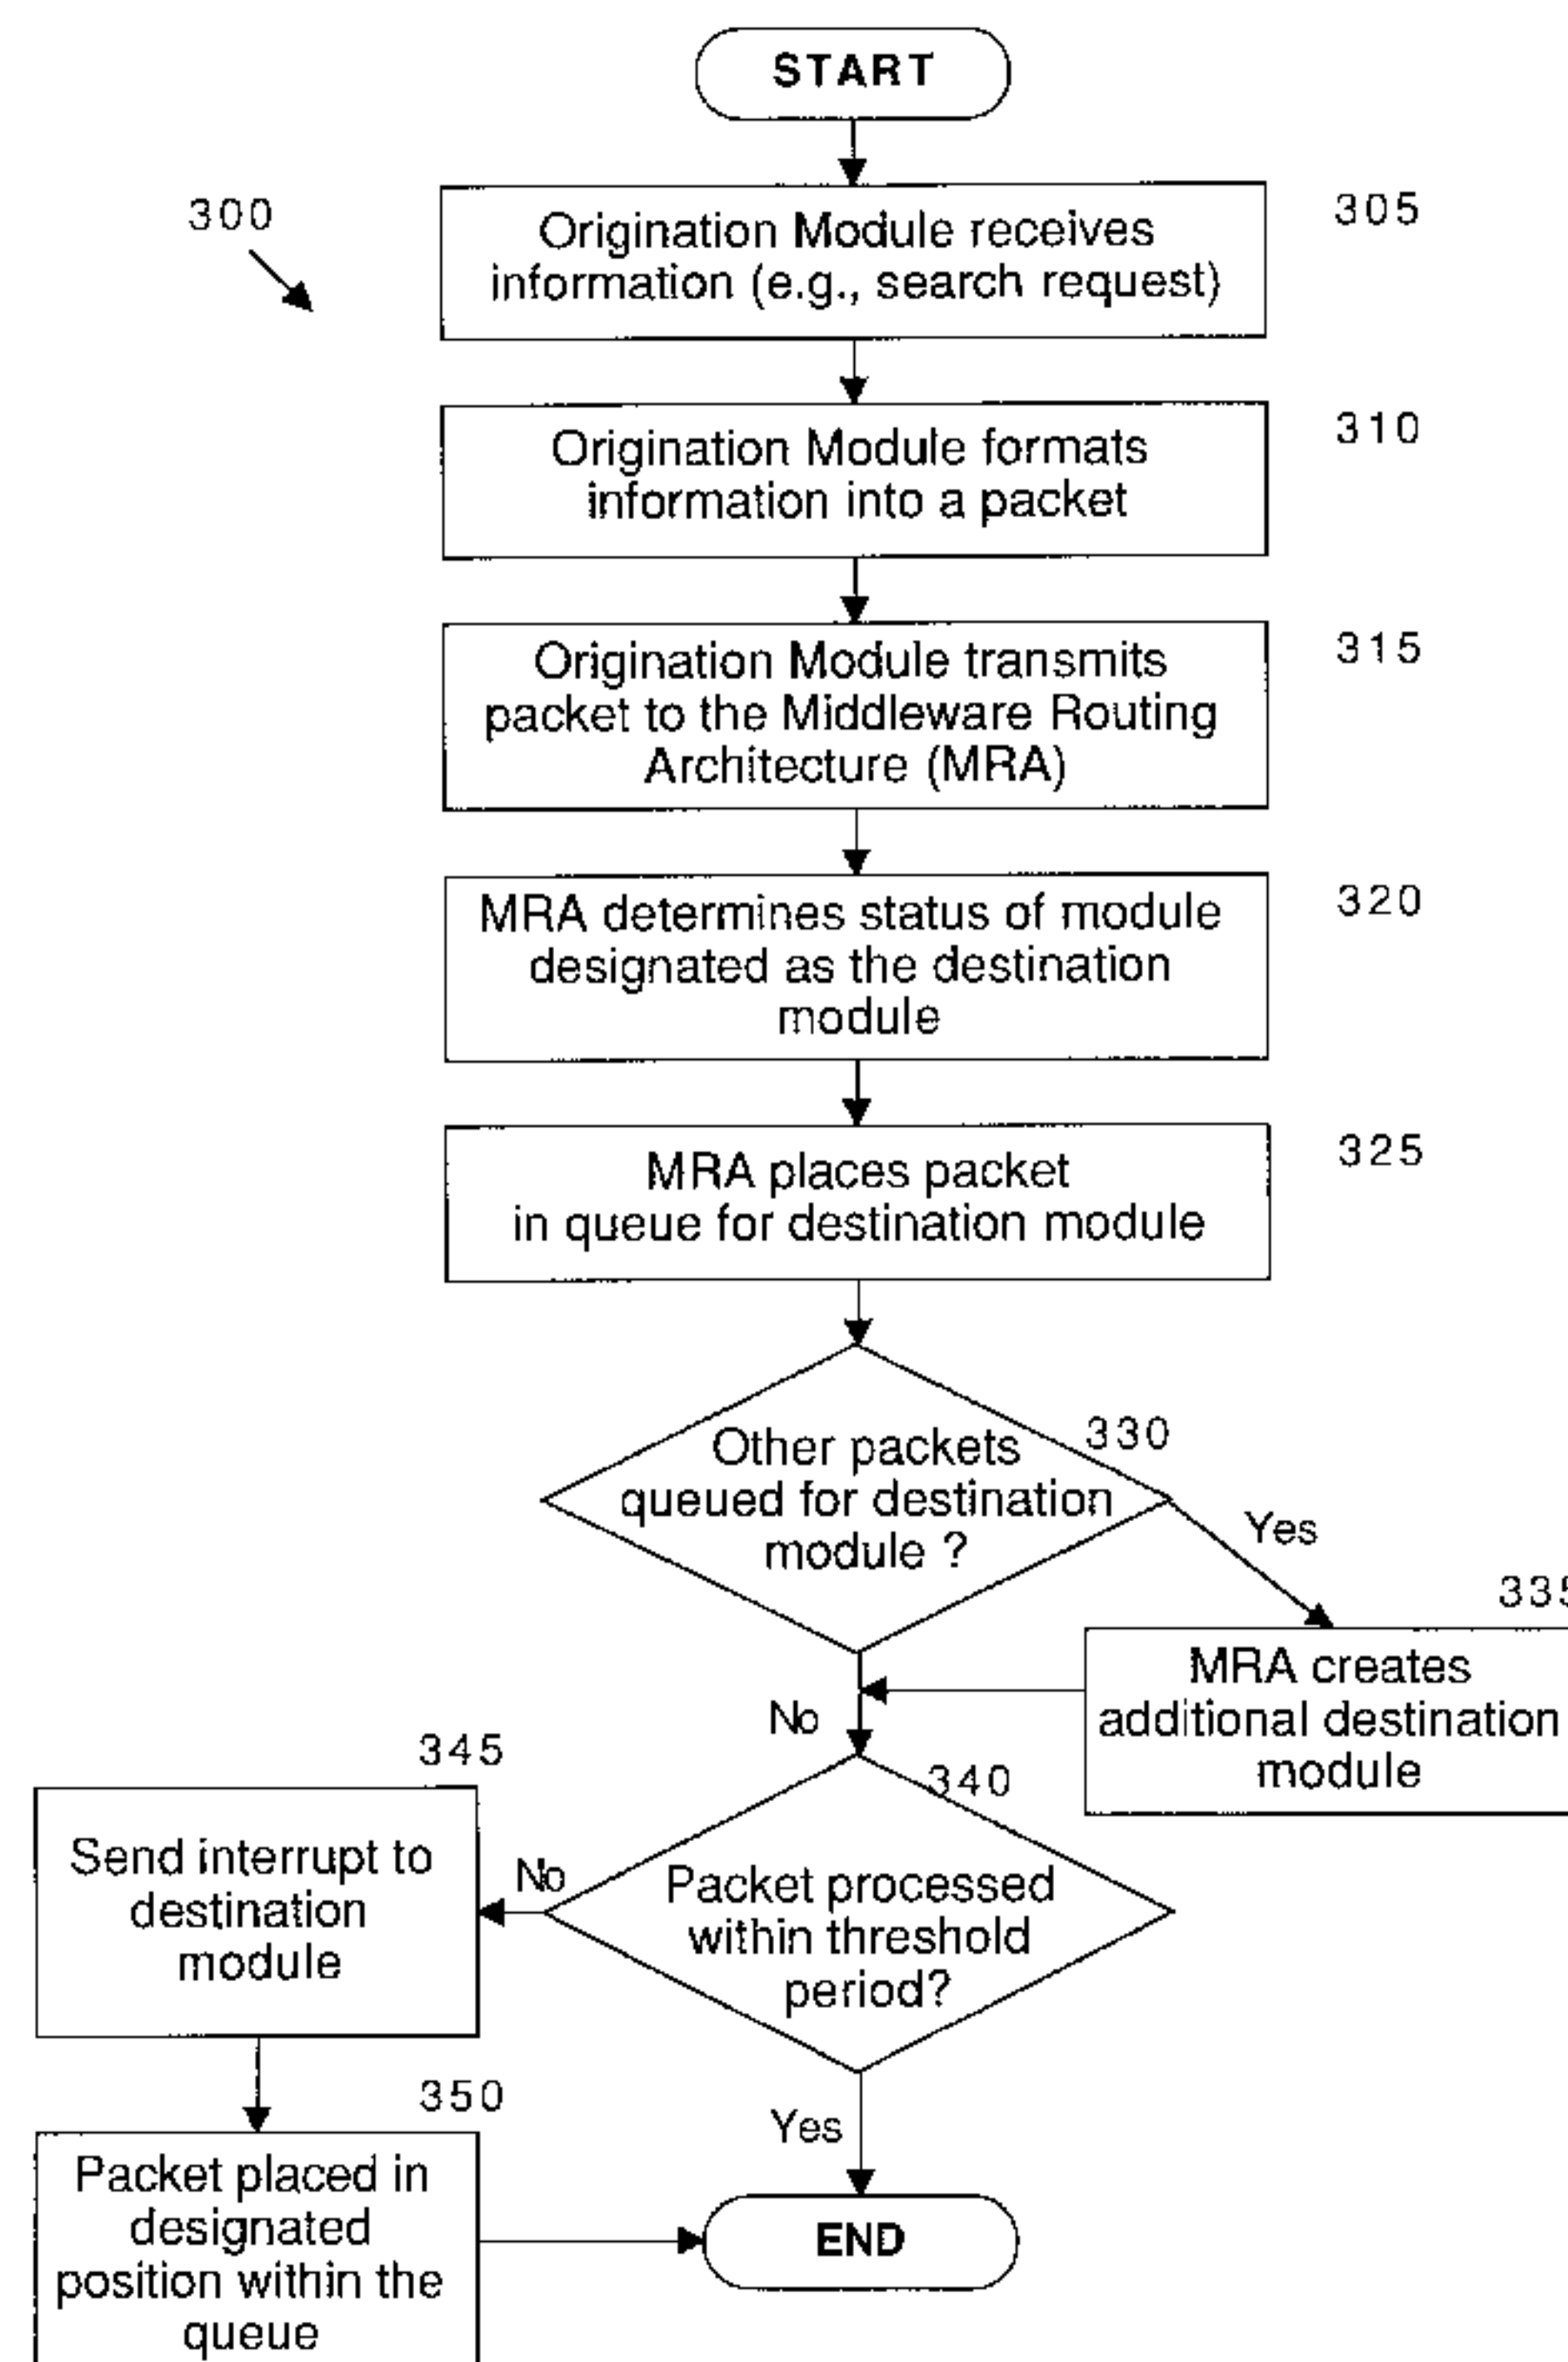 START
300
305
Origination Module receives
information (e.g., search request)
310
Origination Module formats
information into a packet
315
Origination Module transmits
packet to the Middleware Routing
Architecture (MRA)
320
MRA determines status of module
designated as the destination
module
325
MRA places packet
in queue for destination module
330
Other packets
queued for destination
module ?
Yes
335
MRA creates
additional destination
module
No
340
Packet processed
within threshold
period?
No
345
Send interrupt to
destination
module
350
Packet placed in
designated
position within the
queue
Yes
END